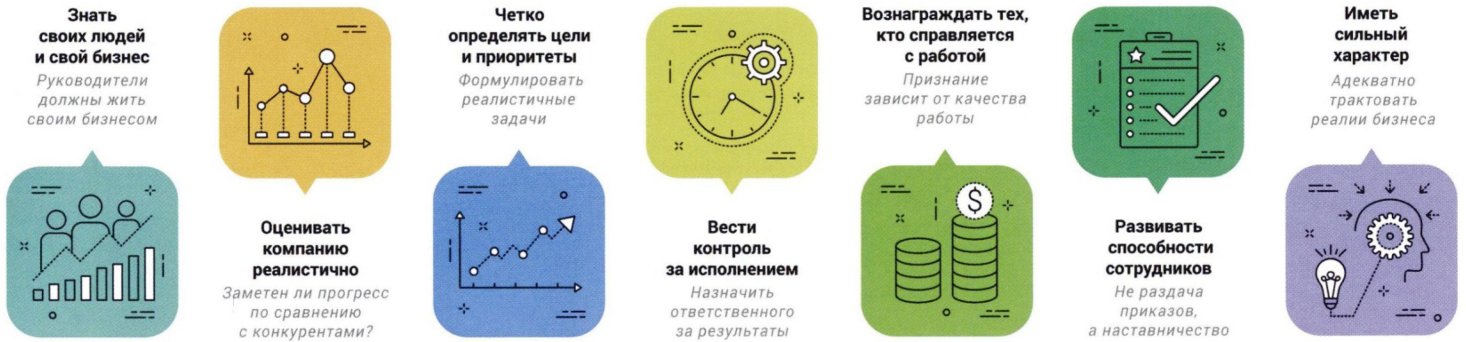 Знать
своих людей
и свой бизнес
Руководители
должны жить
своим бизнесом
Оценивать
компанию
реалистично
Заметен ли прогресс
по сравнению
с конкурентами?
Четко
определять цели
и приоритеты
Формулировать
реалистичные
задачи
Вести
контроль
за исполнением
Назначить
ответственного
за результаты
Вознаграждать тех,
кто справляется
с работой
Признание
зависит от качества
работы
$
Развивать
способности
сотрудников
Не раздача
приказов,
а наставничество
Иметь
сильный
характер
Адекватно
трактовать
реалии бизнеса